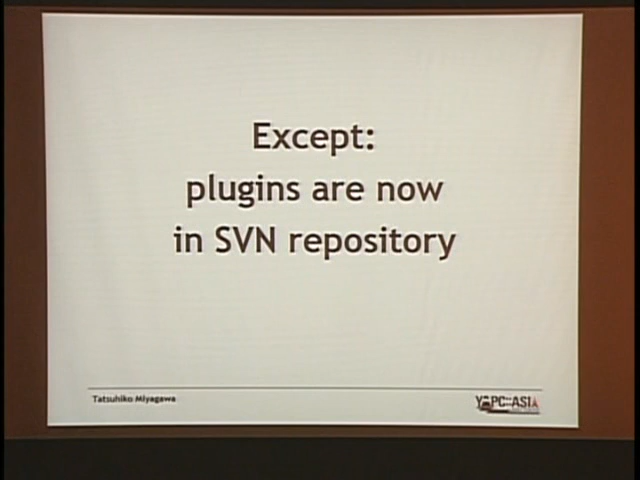 Except:
plugins are now
in SVN repository
Tatsuhiko Miyagawa
YAPC::ASIA